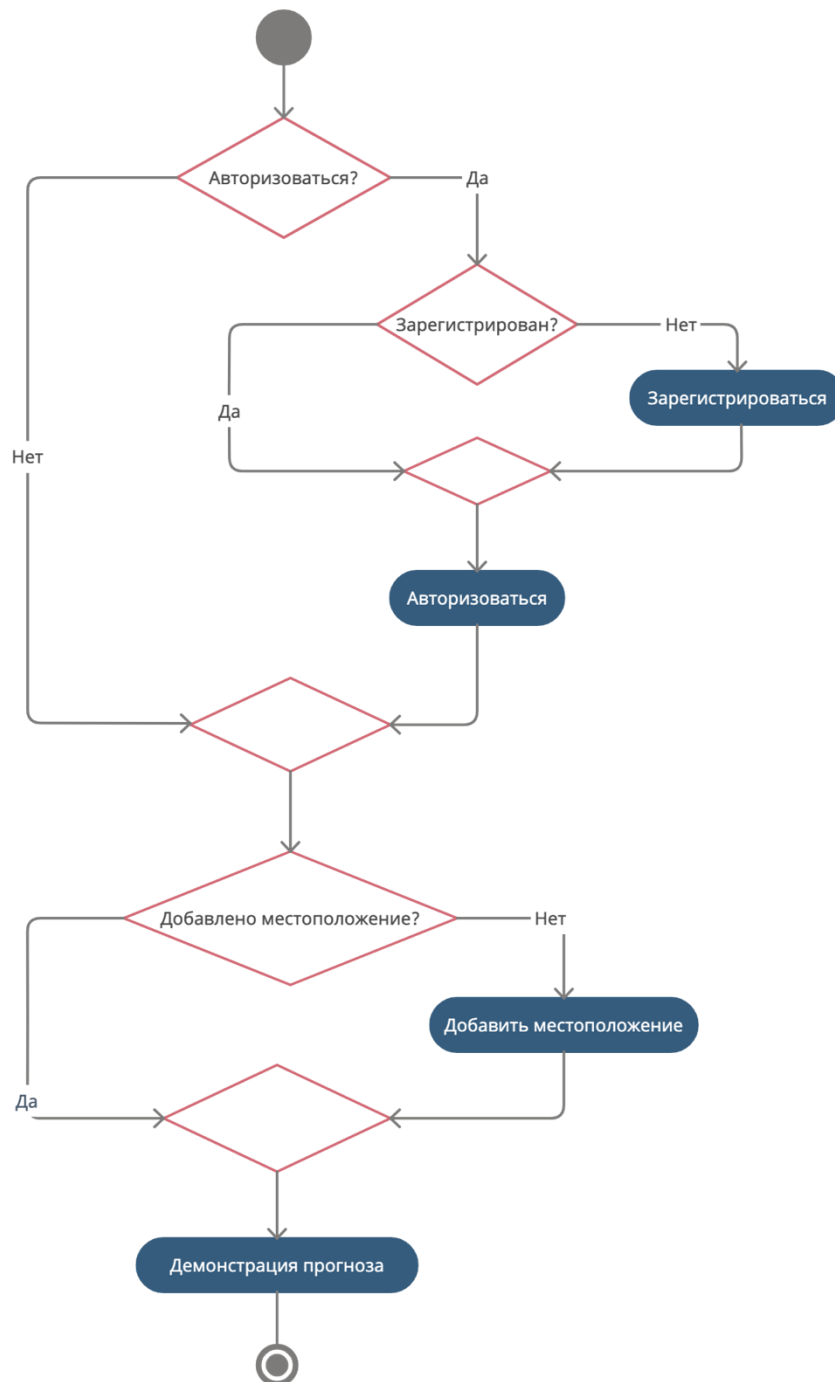 Авторизоваться?
Да
Зарегистрирован?
Нет
Зарегистрироваться
Да
Нет
Авторизоваться
Добавлено местоположение?
Нет
Добавить местоположение
Да
Демонстрация прогноза